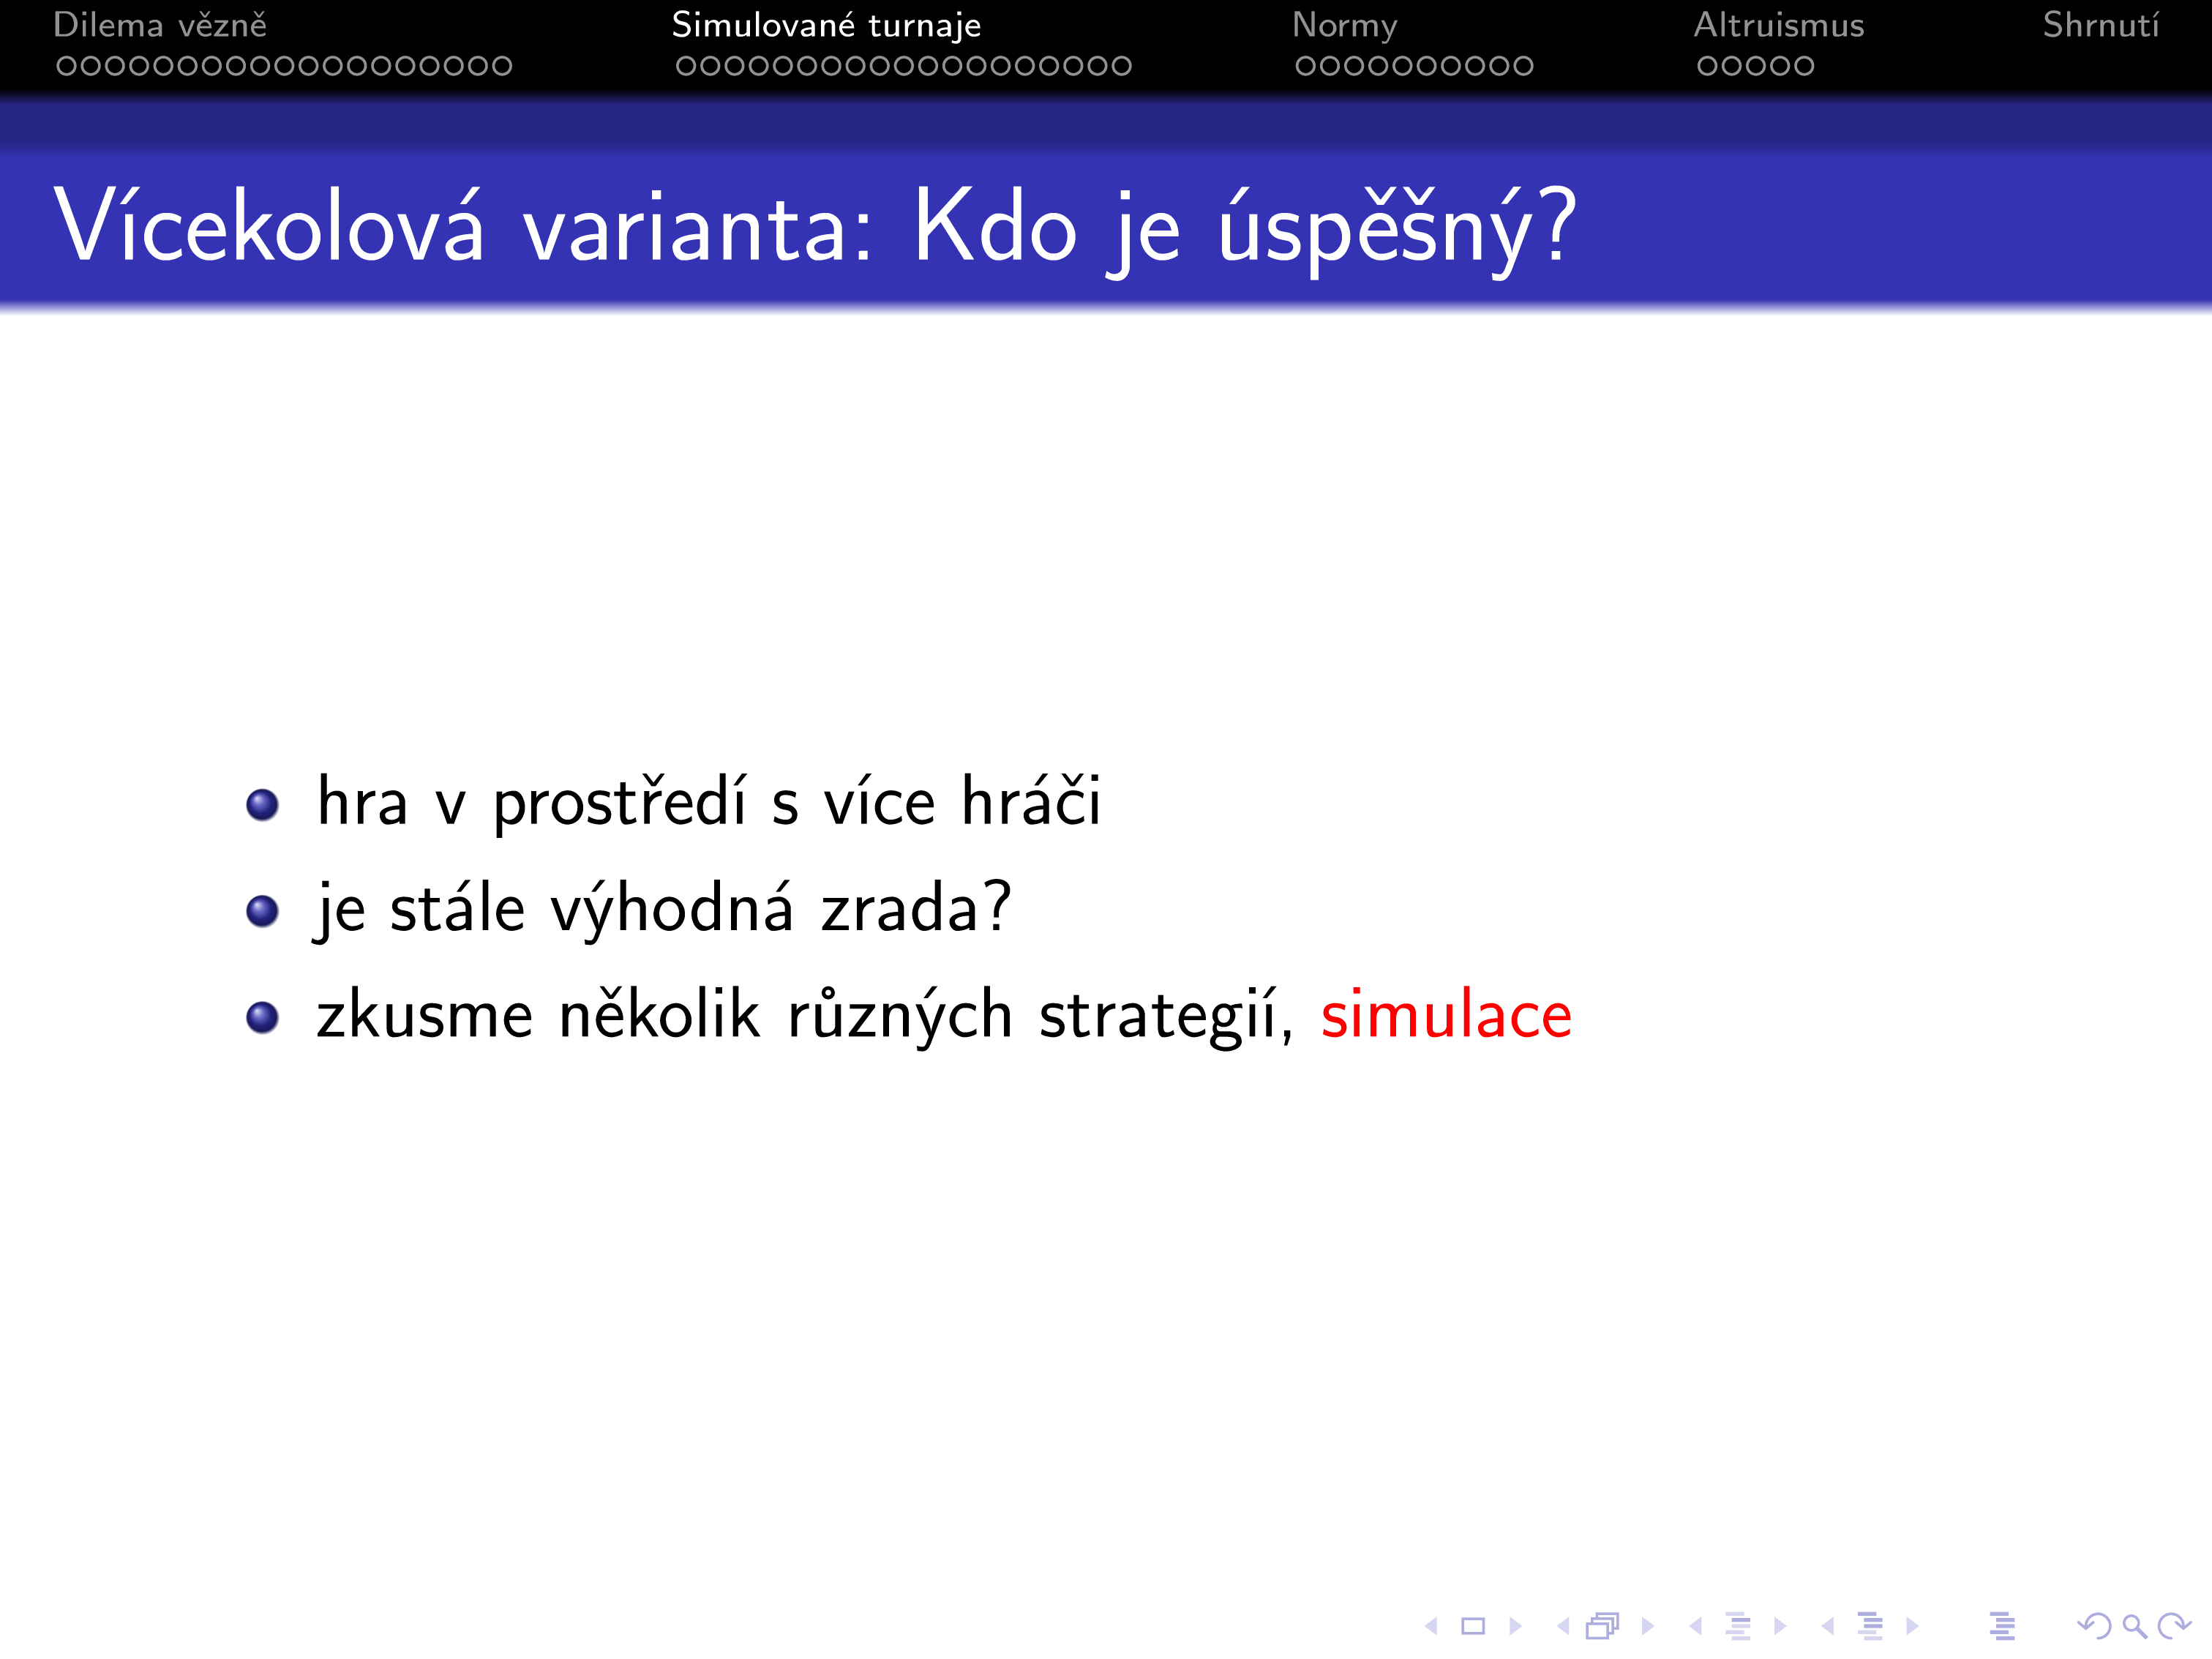 Dilema vězně Simulované turnaje Normy Altruismus Shrnutí
Vícekolová varianta: Kdo je úspěšný?
hra v prostředí s více hráči
je stále výhodná zrada?
zkusme několik různých strategií, simulace